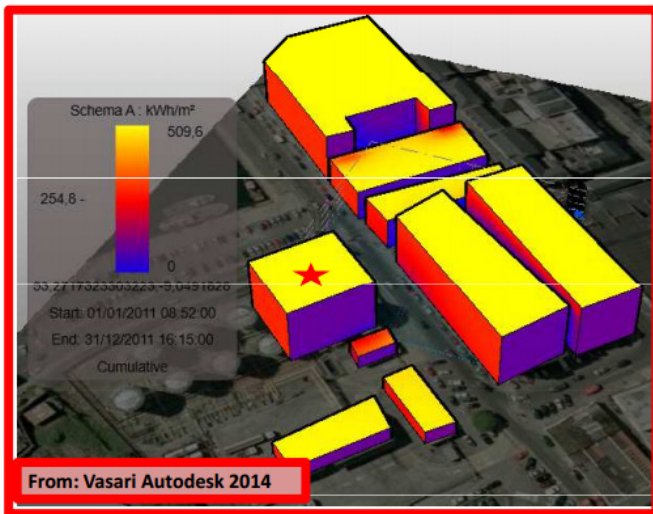 Schema A : kWh/m²
509,6
254,8 -
0
53,2717323303223,-9,0491828
Start: 01/01/2011 08:52:00
End: 31/12/2011 16:15:00
Cumulative
From: Vasari Autodesk 2014